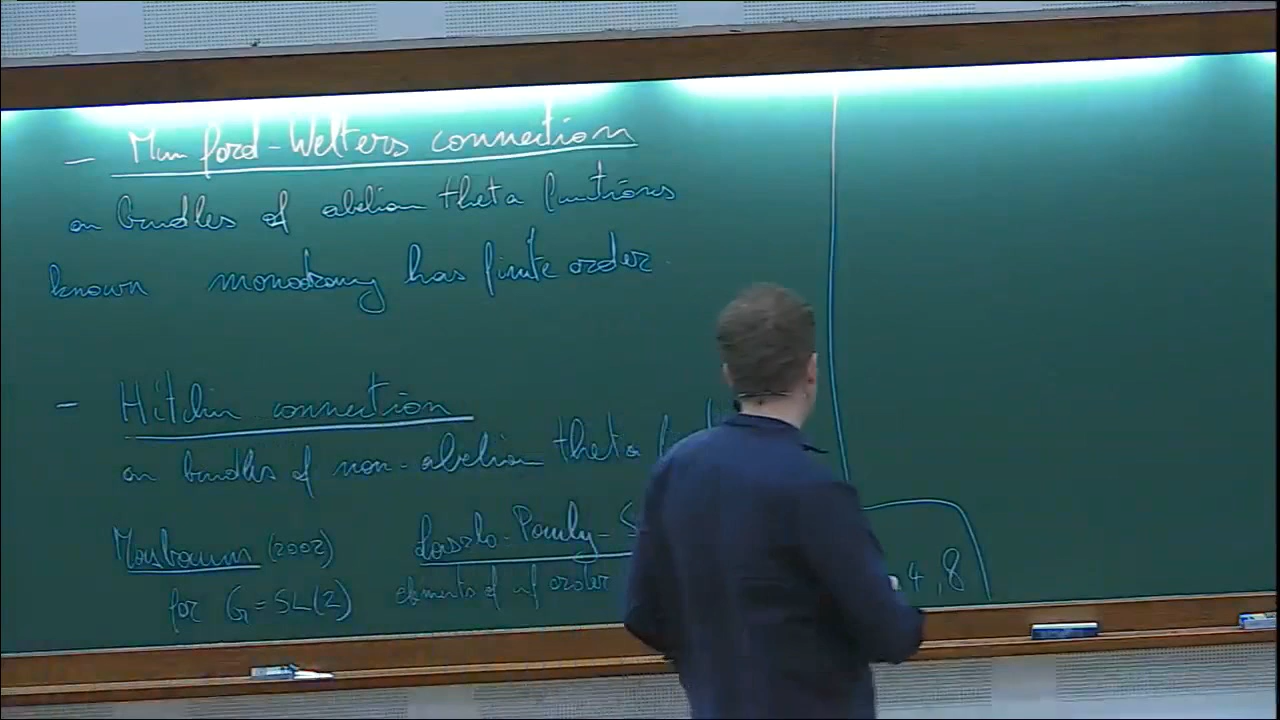 - Mumford-Welters connection
on bundles of abelian theta functions
known monodromy has finite order.
- Hitchin connection
on bundles of non-abelian theta
Masbaum (2002) Laszlo-Pauly-S
for G = SL(2) elements of inf order
4, 8